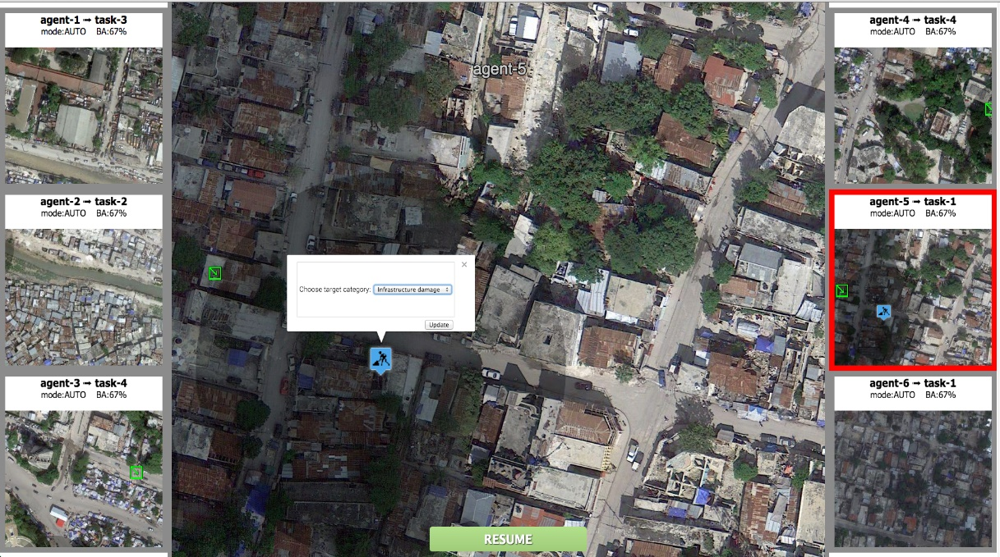 agent-1 → task-3
mode:AUTO BA:67%
agent-2 → task-2
mode:AUTO BA:67%
agent-3 → task-4
mode:AUTO BA:67%
agent-5
×
Choose target category: Infrastructure damage
Update
RESUME
agent-4 → task-4
mode:AUTO BA:67%
agent-5 → task-1
mode:AUTO BA:67%
agent-6 → task-1
mode:AUTO BA:67%